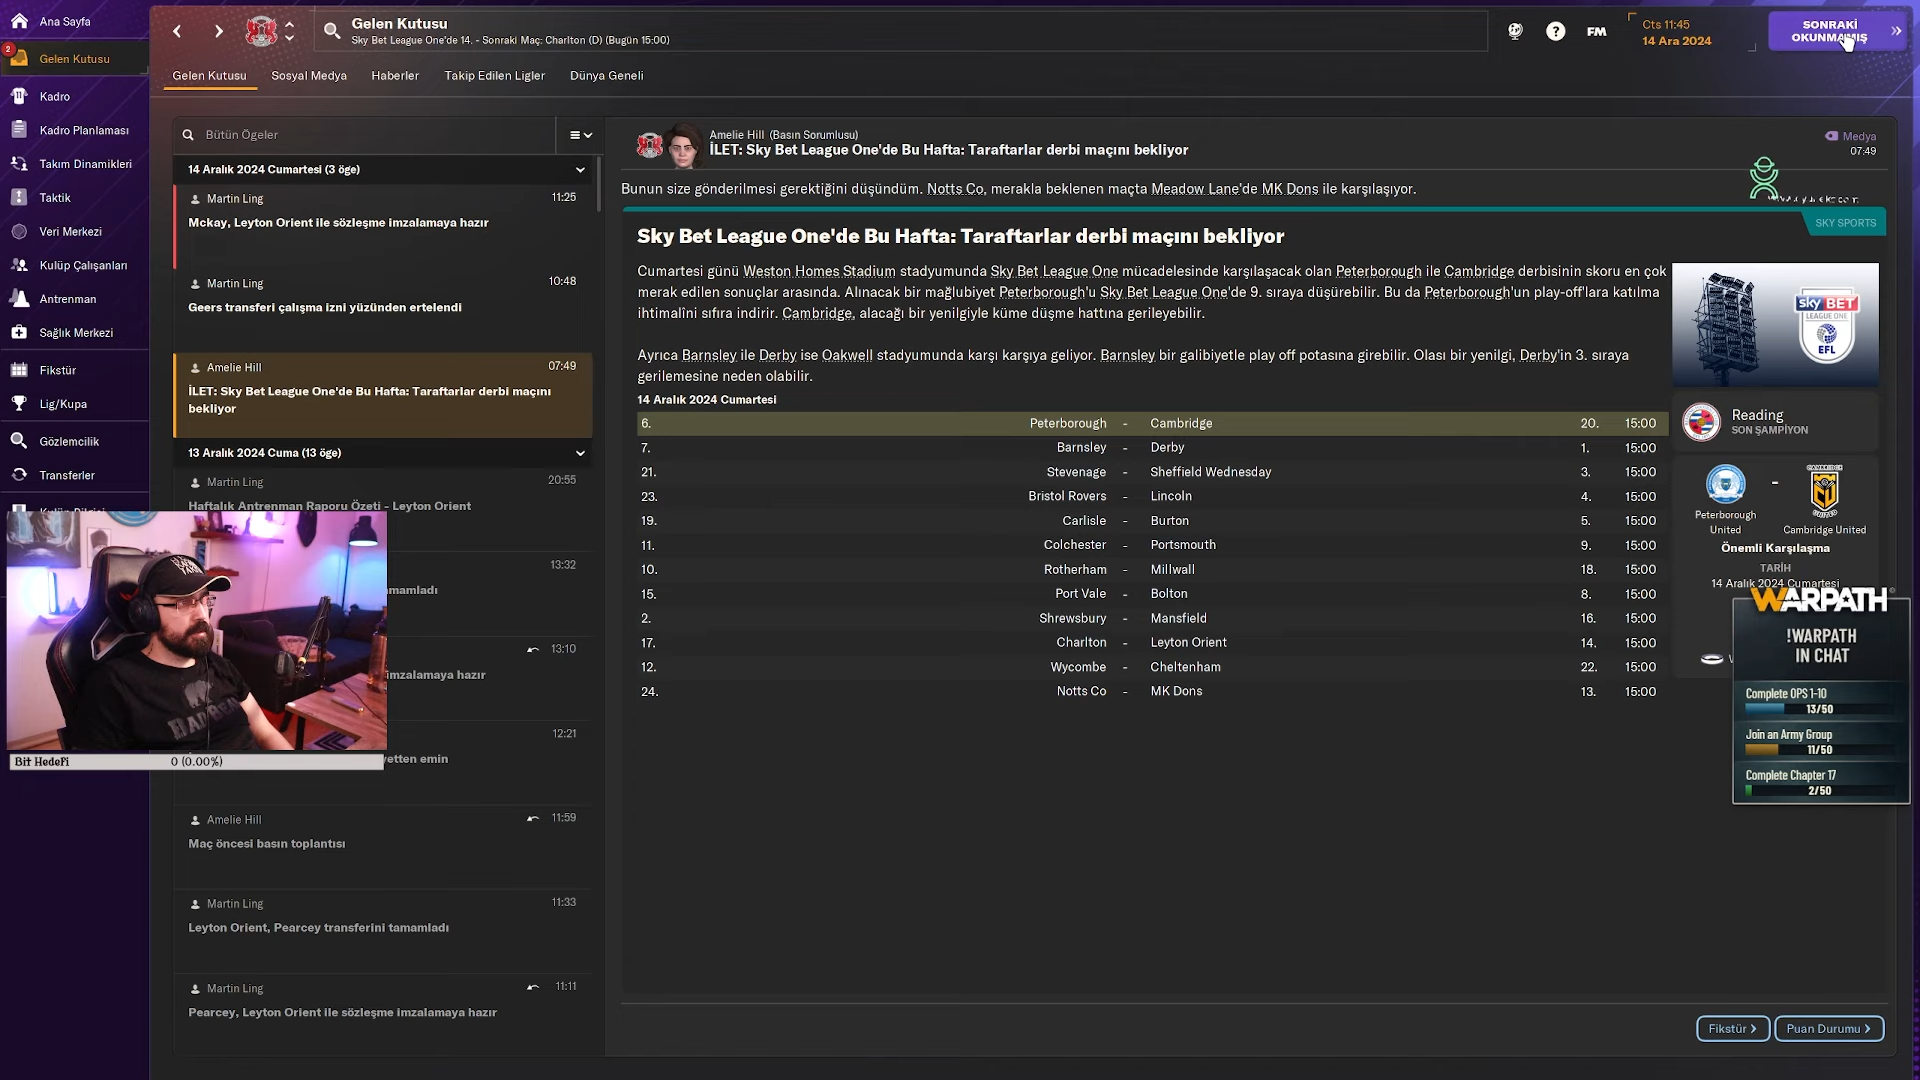 Ana Sayfa
2
Gelen Kutusu
Kadro
Kadro Planlaması
Takım Dinamikleri
Taktik
Veri Merkezi
Kulüp Çalışanları
Antrenman
Sağlık Merkezi
Fikstür
Lig/Kupa
Gözlemcilik
Transferler
Gelen Kutusu
Sky Bet League One'de 14. - Sonraki Maç: Charlton (D) (Bugün 15:00)
FM
Cts 11:45
14 Ara 2024
SONRAKİ
OKUNMAMIŞ
Gelen Kutusu Sosyal Medya Haberler Takip Edilen Ligler Dünya Geneli
Bütün Ögeler
14 Aralık 2024 Cumartesi (3 öge)
Martin Ling 11:25
Mckay, Leyton Orient ile sözleşme imzalamaya hazır
Martin Ling 10:48
Geers transferi çalışma izni yüzünden ertelendi
Amelie Hill 07:49
İLET: Sky Bet League One'de Bu Hafta: Taraftarlar derbi maçını
bekliyor
13 Aralık 2024 Cuma (13 öge)
Martin Ling 20:55
Haftalık Antrenman Raporu Özeti - Leyton Orient
13:32
amamladı
13:10
imzalamaya hazır
12:21
yetten emin
Amelie Hill 11:59
Maç öncesi basın toplantısı
Martin Ling 11:33
Leyton Orient, Pearcey transferini tamamladı
Martin Ling 11:11
Pearcey, Leyton Orient ile sözleşme imzalamaya hazır
Bit Hedefi 0 (0.00%)
Amelie Hill (Basın Sorumlusu)
İLET: Sky Bet League One'de Bu Hafta: Taraftarlar derbi maçını bekliyor
Medya
07:49
Bunun size gönderilmesi gerektiğini düşündüm. Notts Co, merakla beklenen maçta Meadow Lane'de MK Dons ile karşılaşıyor.
SKY SPORTS
Sky Bet League One'de Bu Hafta: Taraftarlar derbi maçını bekliyor
Cumartesi günü Weston Homes Stadium stadyumunda Sky Bet League One mücadelesinde karşılaşacak olan Peterborough ile Cambridge derbisinin skoru en çok
merak edilen sonuçlar arasında. Alınacak bir mağlubiyet Peterborough'u Sky Bet League One'de 9. sıraya düşürebilir. Bu da Peterborough'un play-off'lara katılma
ihtimalini sıfıra indirir. Cambridge, alacağı bir yenilgiyle küme düşme hattına gerileyebilir.
Ayrıca Barnsley ile Derby ise Oakwell stadyumunda karşı karşıya geliyor. Barnsley bir galibiyetle play off potasına girebilir. Olası bir yenilgi, Derby'in 3. sıraya
gerilemesine neden olabilir.
14 Aralık 2024 Cumartesi
6. Peterborough - Cambridge 20. 15:00
7. Barnsley - Derby 1. 15:00
21. Stevenage - Sheffield Wednesday 3. 15:00
23. Bristol Rovers - Lincoln 4. 15:00
19. Carlisle - Burton 5. 15:00
11. Colchester - Portsmouth 9. 15:00
10. Rotherham - Millwall 18. 15:00
15. Port Vale - Bolton 8. 15:00
2. Shrewsbury - Mansfield 16. 15:00
17. Charlton - Leyton Orient 14. 15:00
12. Wycombe - Cheltenham 22. 15:00
24. Notts Co - MK Dons 13. 15:00
sky BET
LEAGUE ONE
EFL
Reading
SON ŞAMPİYON
Peterborough
United
-
Cambridge United
Önemli Karşılaşma
TARİH
14 Aralık 2024 Cumartesi
WARPATH
!WARPATH
IN CHAT
Complete OPS 1-10
13/50
Join an Army Group
11/50
Complete Chapter 17
2/50
Fikstür
Puan Durumu